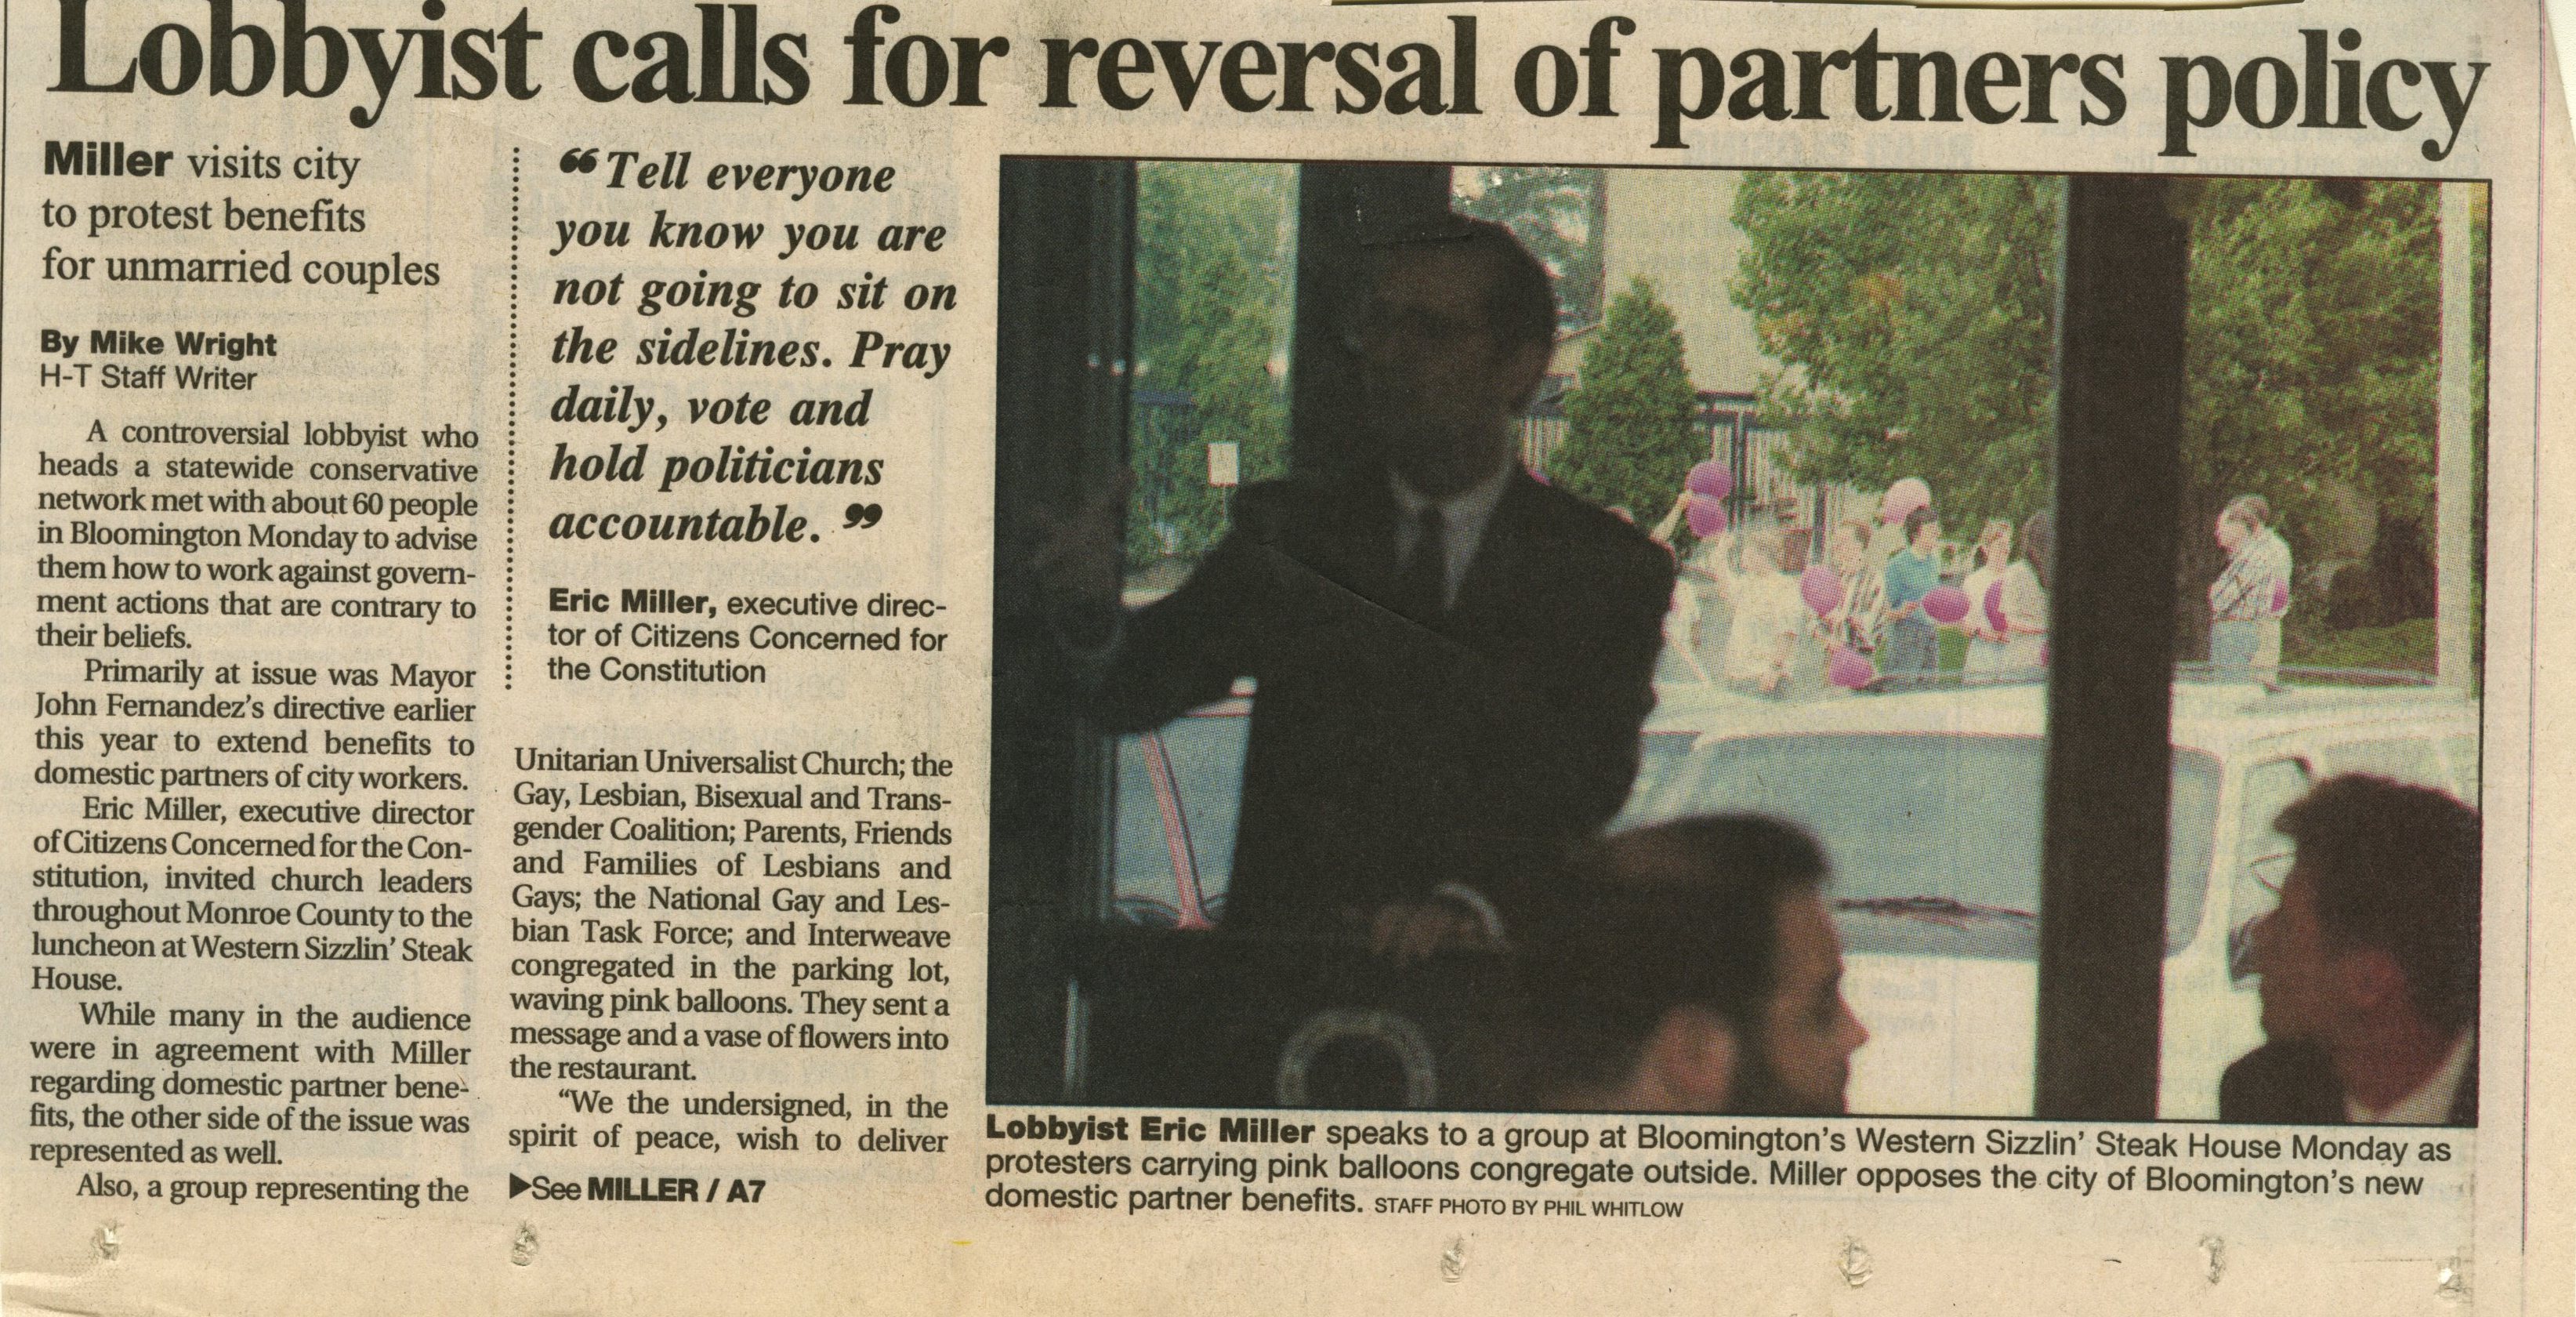 Lobbyist calls for reversal of partners policy
Miller visits city
to protest benefits
for unmarried couples
By Mike Wright
H-T Staff Writer
A controversial lobbyist who
heads a statewide conservative
network met with about 60 people
in Bloomington Monday to advise
them how to work against govern-
ment actions that are contrary to
their beliefs.
Primarily at issue was Mayor
John Fernandez's directive earlier
this year to extend benefits to
domestic partners of city workers.
Eric Miller, executive director
of Citizens Concerned for the Con-
stitution, invited church leaders
throughout Monroe County to the
luncheon at Western Sizzlin' Steak
House.
While many in the audience
were in agreement with Miller
regarding domestic partner bene-
fits, the other side of the issue was
represented as well.
Also, a group representing the
“Tell everyone
you know you are
not going to sit on
the sidelines. Pray
daily, vote and
hold politicians
accountable.”
Eric Miller, executive direc-
tor of Citizens Concerned for
the Constitution
Unitarian Universalist Church; the
Gay, Lesbian, Bisexual and Trans-
gender Coalition; Parents, Friends
and Families of Lesbians and
Gays; the National Gay and Les-
bian Task Force; and Interweave
congregated in the parking lot,
waving pink balloons. They sent a
message and a vase of flowers into
the restaurant.
“We the undersigned, in the
spirit of peace, wish to deliver
▶See MILLER / A7
Lobbyist Eric Miller speaks to a group at Bloomington's Western Sizzlin' Steak House Monday as
protesters carrying pink balloons congregate outside. Miller opposes the city of Bloomington's new
domestic partner benefits. STAFF PHOTO BY PHIL WHITLOW